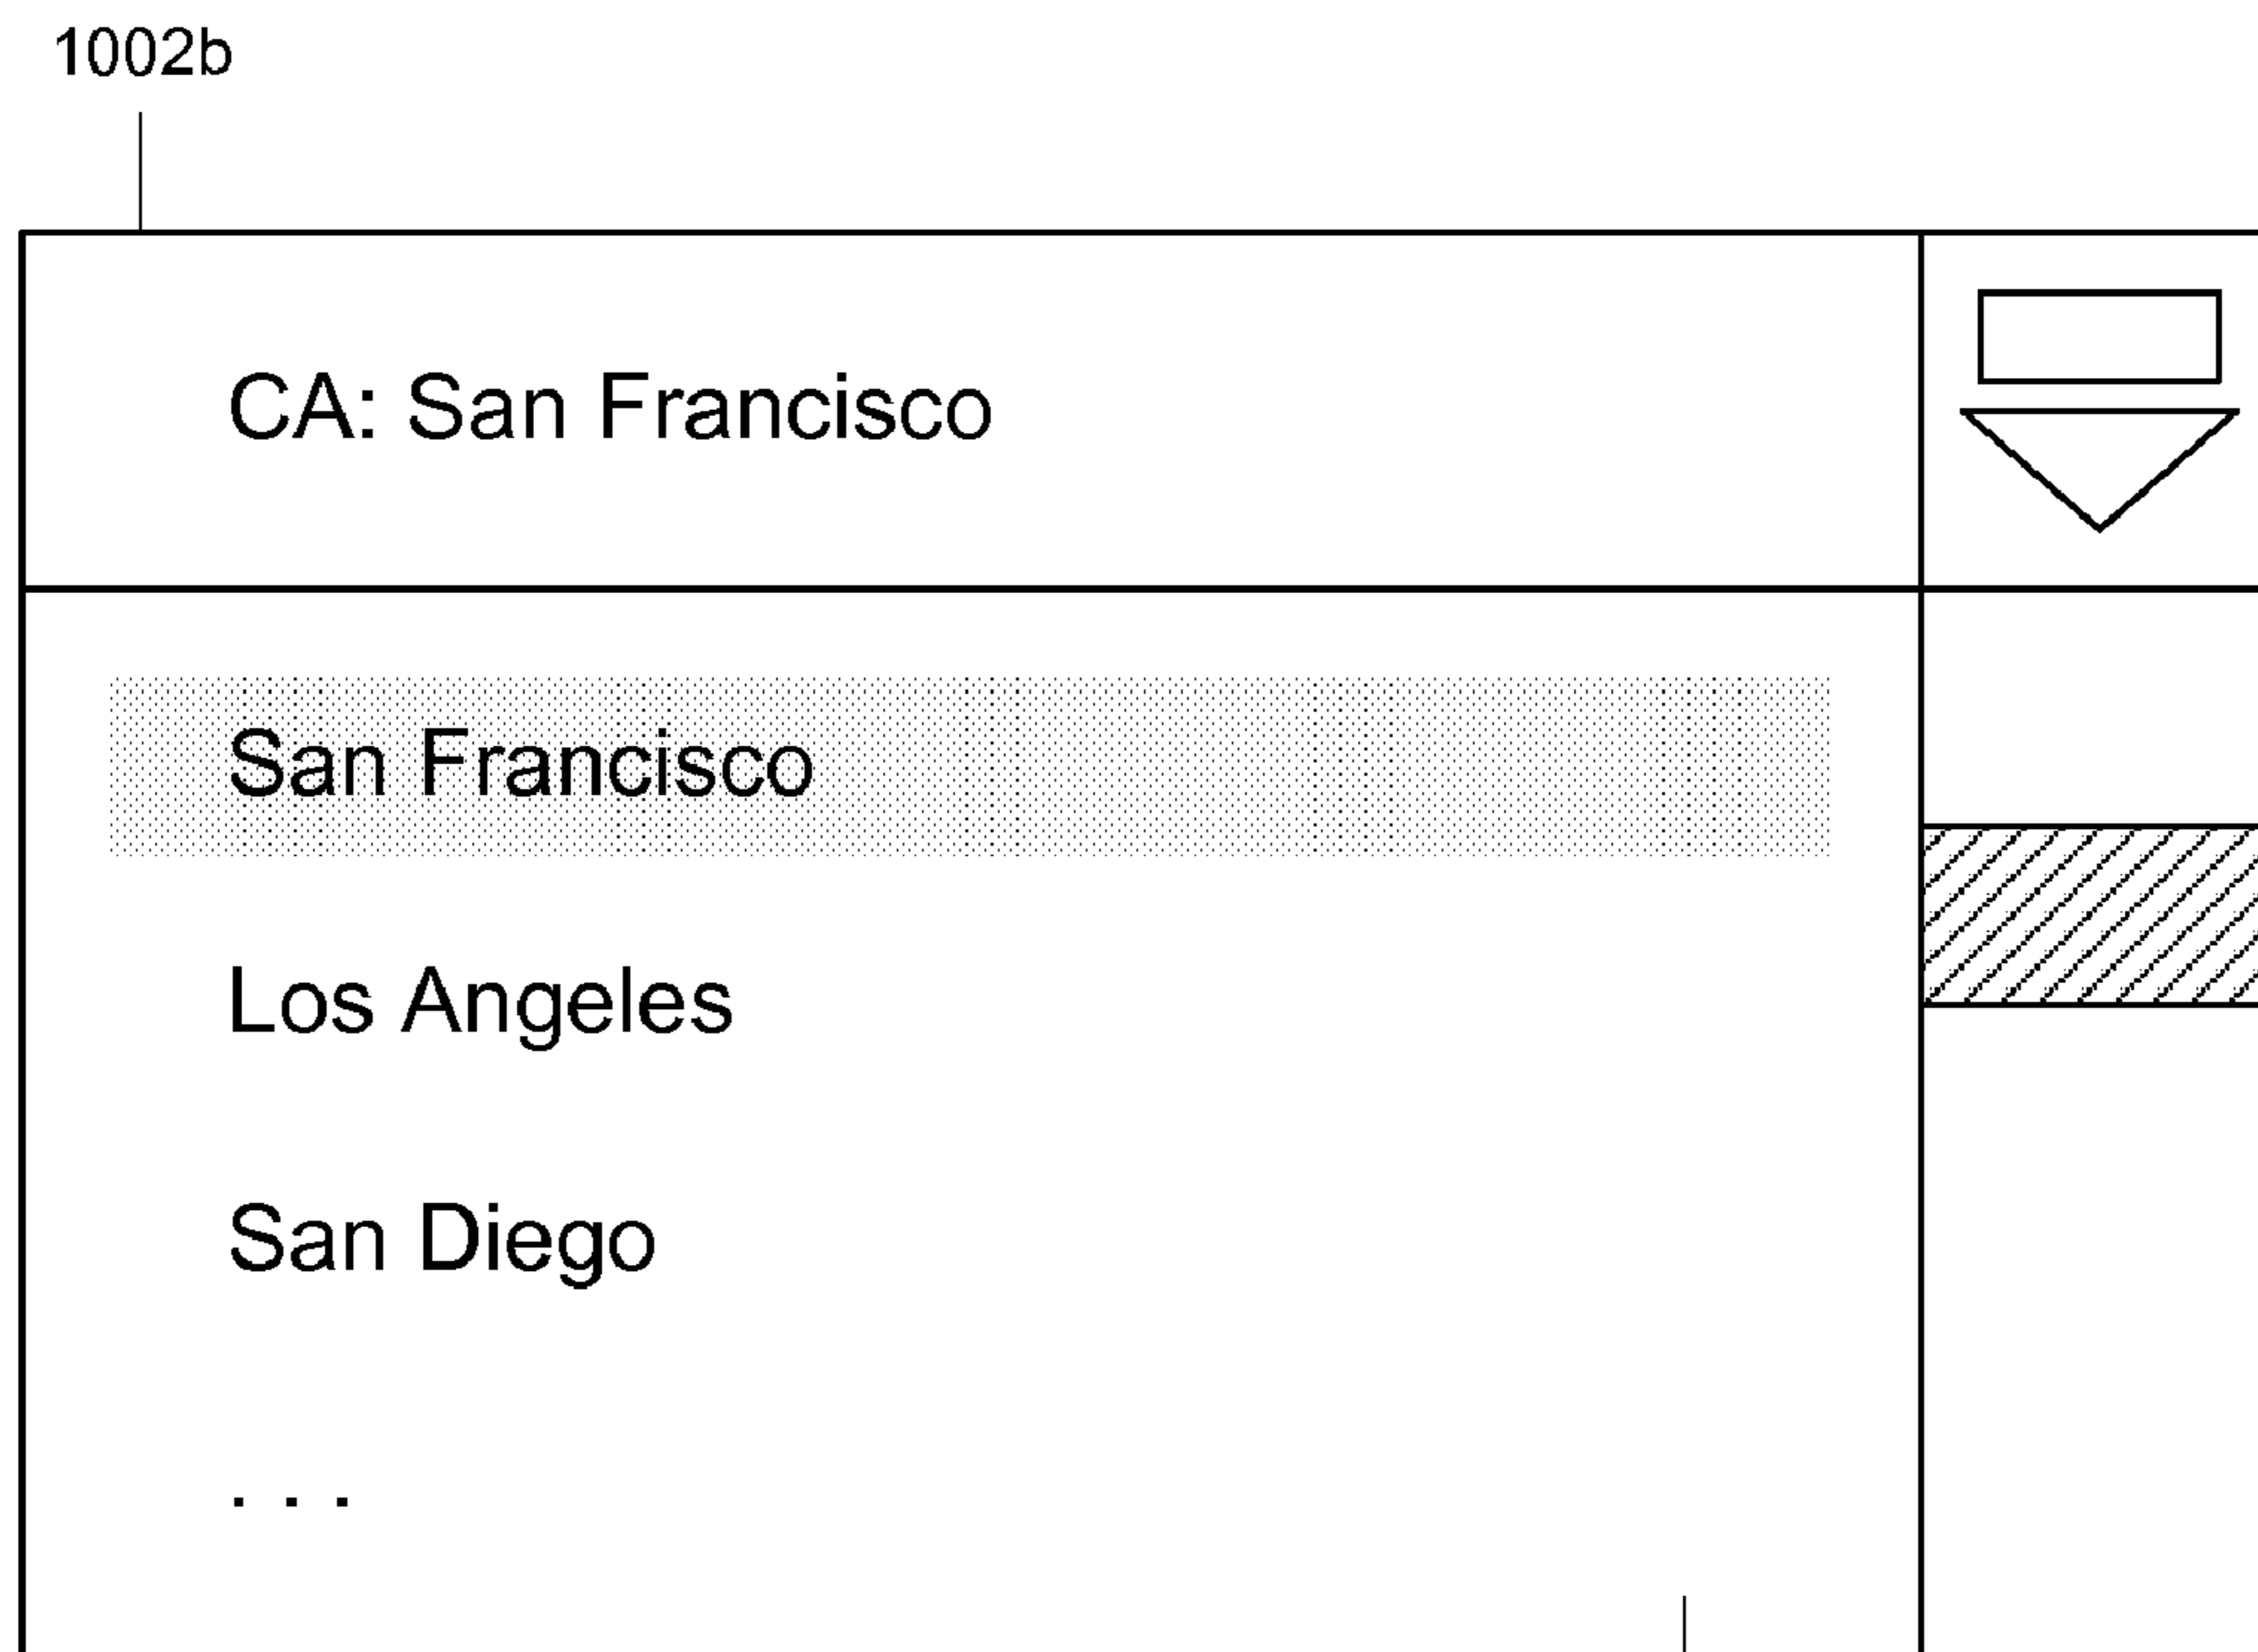 1002b
CA: San Francisco
San Francisco
Los Angeles
San Diego
. . .